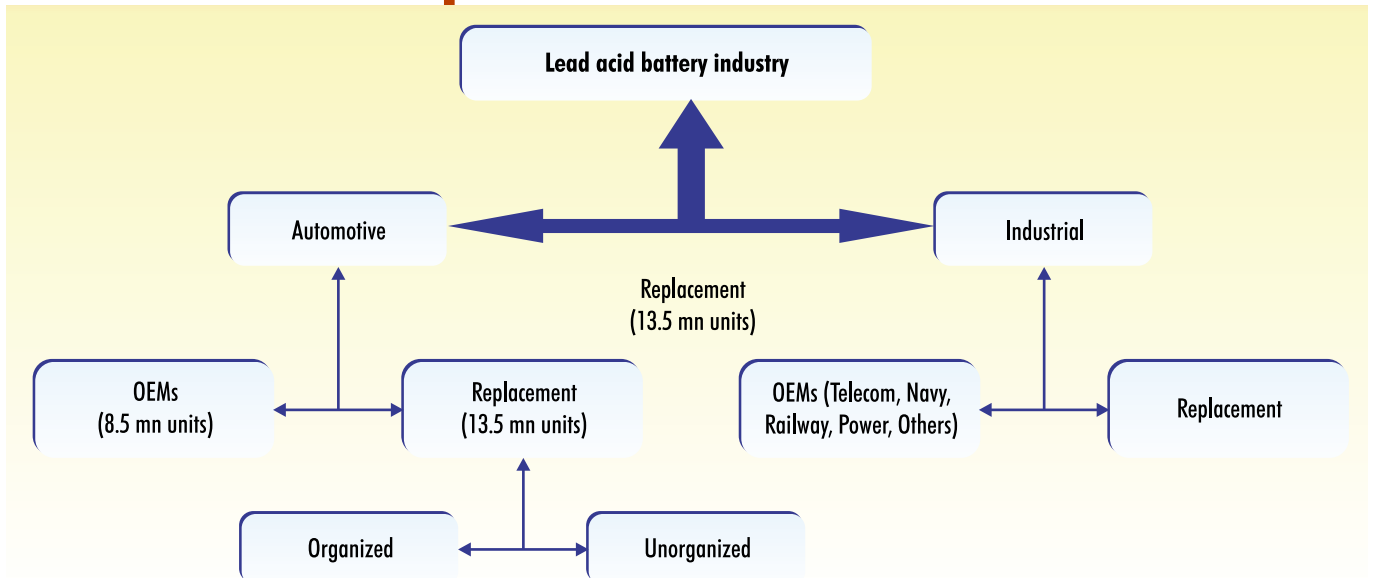 Lead acid battery industry
Automotive
Industrial
Replacement
(13.5 mn units)
OEMs
(8.5 mn units)
Replacement
(13.5 mn units)
OEMs (Telecom, Navy,
Railway, Power, Others)
Replacement
Organized
Unorganized